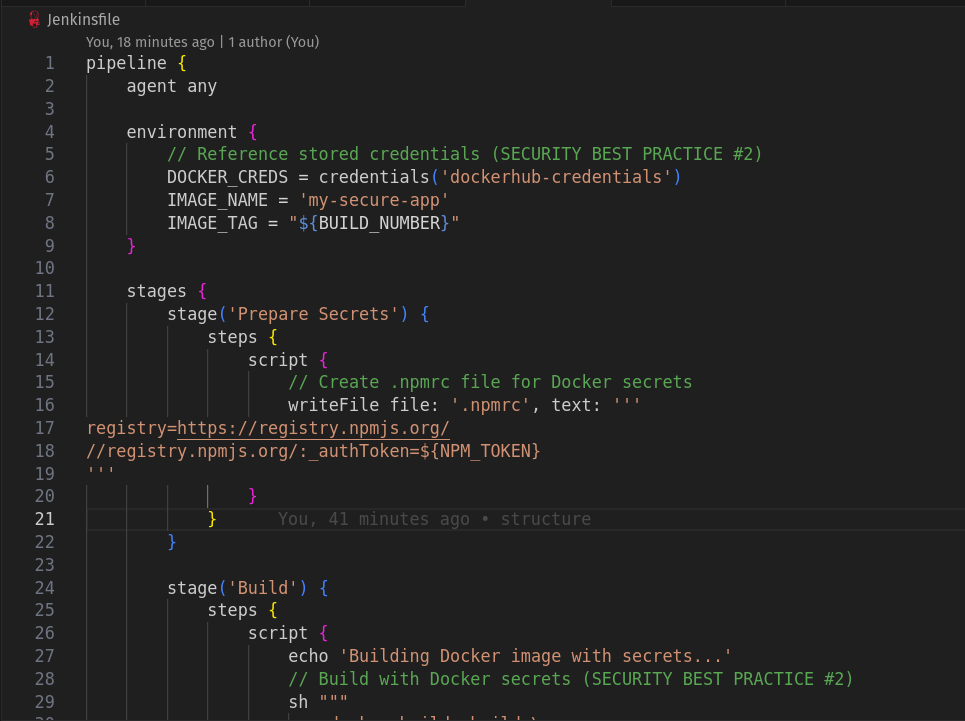 Jenkinsfile
You, 18 minutes ago | 1 author (You)
1 pipeline {
2     agent any
3
4     environment {
5         // Reference stored credentials (SECURITY BEST PRACTICE #2)
6         DOCKER_CREDS = credentials('dockerhub-credentials')
7         IMAGE_NAME = 'my-secure-app'
8         IMAGE_TAG = "${BUILD_NUMBER}"
9     }
10
11     stages {
12         stage('Prepare Secrets') {
13             steps {
14                 script {
15                     // Create .npmrc file for Docker secrets
16                     writeFile file: '.npmrc', text: '''
17 registry=https://registry.npmjs.org/
18 //registry.npmjs.org/:_authToken=${NPM_TOKEN}
19 '''
20                 }
21             }      You, 41 minutes ago • structure
22         }
23
24         stage('Build') {
25             steps {
26                 script {
27                     echo 'Building Docker image with secrets...'
28                     // Build with Docker secrets (SECURITY BEST PRACTICE #2)
29                     sh """